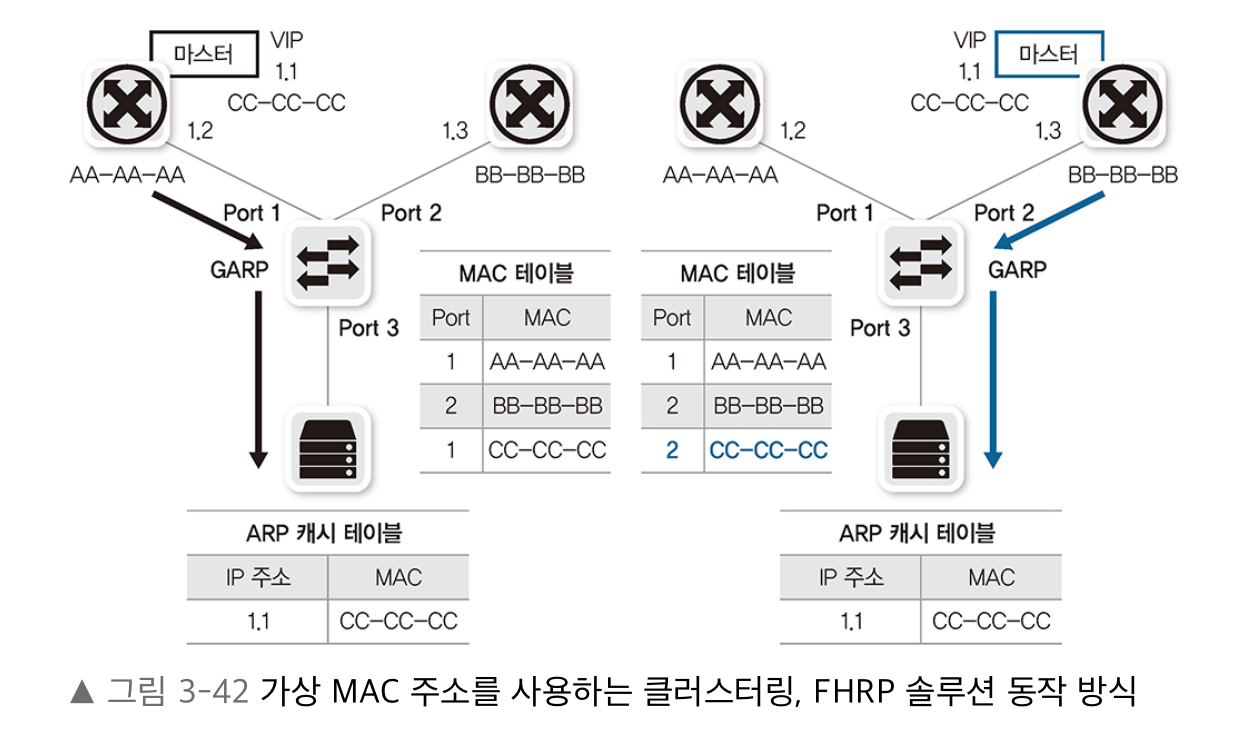 마스터
VIP
1.1
CC-CC-CC
1.2
1.3
AA-AA-AA
BB-BB-BB
Port 1
Port 2
GARP
Port 3
MAC 테이블
Port MAC
1 AA-AA-AA
2 BB-BB-BB
1 CC-CC-CC
ARP 캐시 테이블
IP 주소 MAC
1.1 CC-CC-CC
VIP
마스터
1.1
CC-CC-CC
1.2
1.3
AA-AA-AA
BB-BB-BB
Port 1
Port 2
GARP
Port 3
MAC 테이블
Port MAC
1 AA-AA-AA
2 BB-BB-BB
2 CC-CC-CC
ARP 캐시 테이블
IP 주소 MAC
1.1 CC-CC-CC
▲ 그림 3-42 가상 MAC 주소를 사용하는 클러스터링, FHRP 솔루션 동작 방식